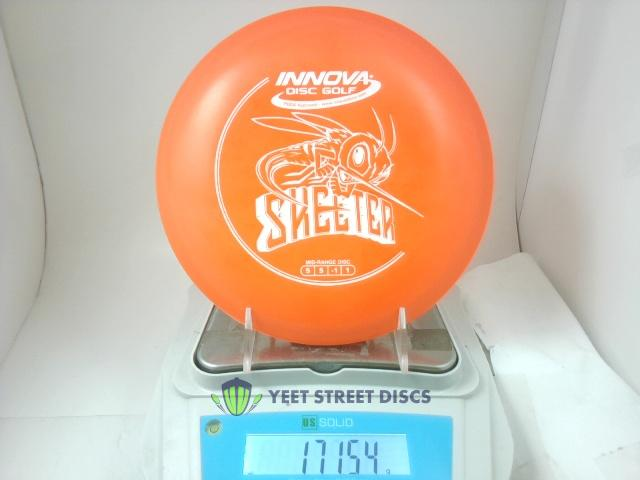 INNOVA
DISC GOLF
SKEETER
MID-RANGE DISC
5 5 -1 1
YEET STREET DISCS
US SOLID
171.54 g